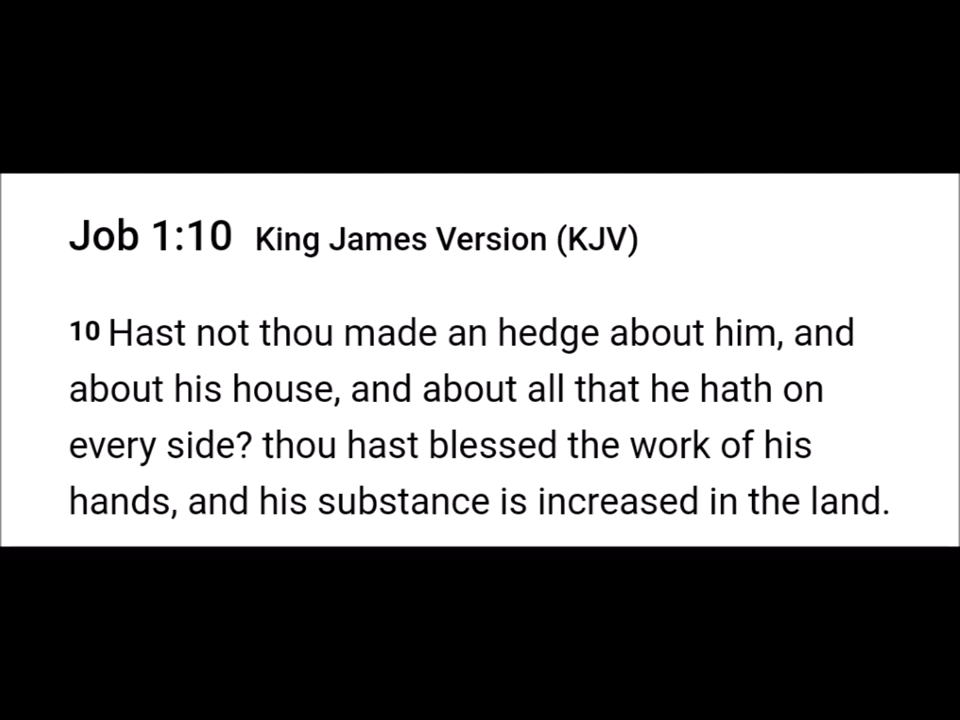 Job 1:10 King James Version (KJV)
10 Hast not thou made an hedge about him, and
about his house, and about all that he hath on
every side? thou hast blessed the work of his
hands, and his substance is increased in the land.